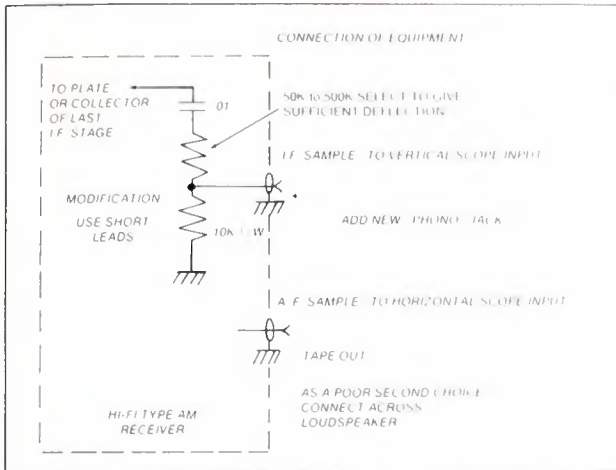 CONNECTION OF EQUIPMENT
TO PLATE
OR COLLECTOR
OF LAST
I.F. STAGE
.01
50K to 500K SELECT TO GIVE
SUFFICIENT DEFLECTION
I.F. SAMPLE TO VERTICAL SCOPE INPUT
MODIFICATION
USE SHORT
LEADS
10K W
ADD NEW PHONO JACK
A.F. SAMPLE TO HORIZONTAL SCOPE INPUT
TAPE OUT
AS A POOR SECOND CHOICE
CONNECT ACROSS
LOUDSPEAKER
HI-FI TYPE AM
RECEIVER